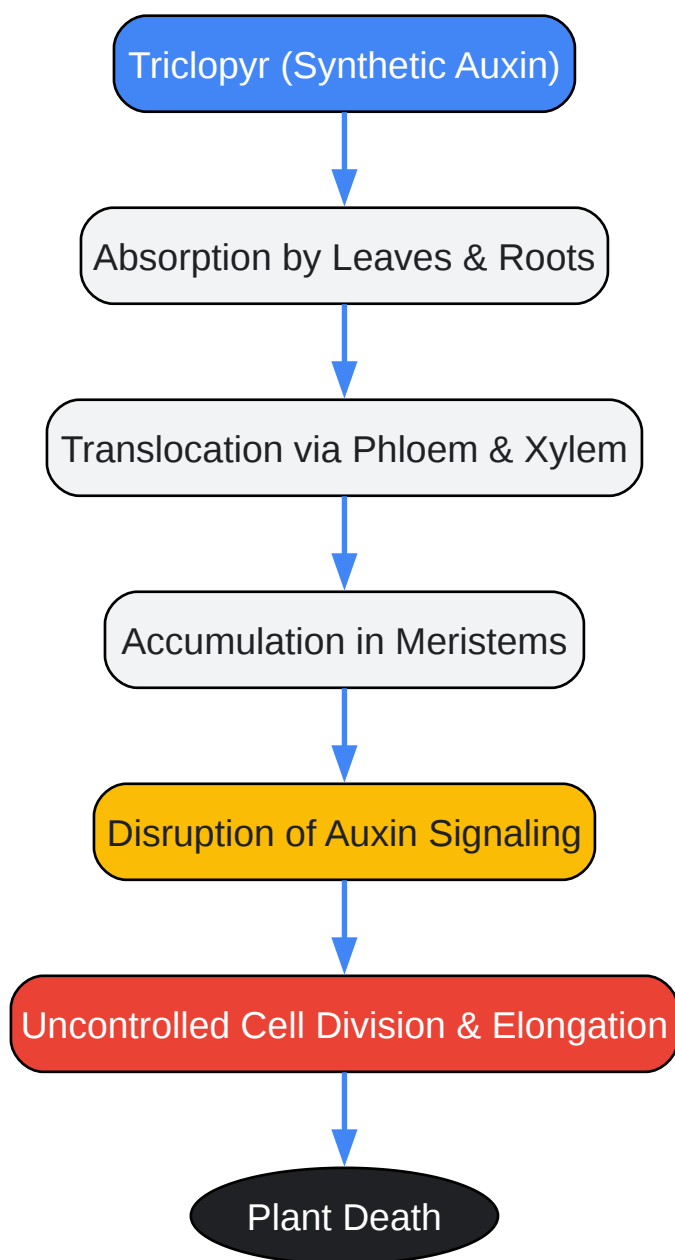 Triclopyr (Synthetic Auxin)
Absorption by Leaves & Roots
Translocation via Phloem & Xylem
Accumulation in Meristems
Disruption of Auxin Signaling
Uncontrolled Cell Division & Elongation
Plant Death